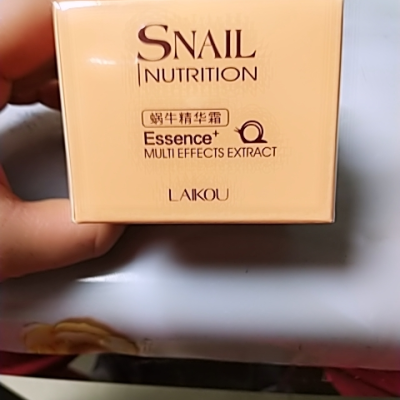 SNAIL
NUTRITION
蜗牛精华霜
Essence+
MULTI EFFECTS EXTRACT
LAIKOU